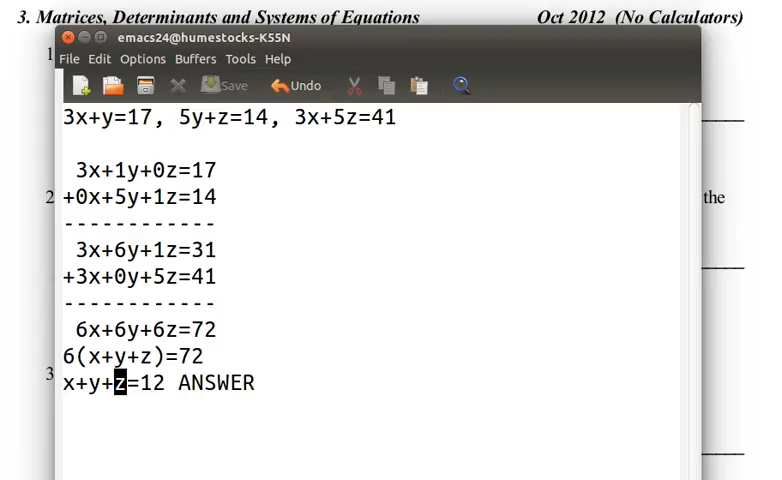 3. Matrices, Determinants and Systems of Equations Oct 2012 (No Calculators)
1
emacs24@humestocks-K55N
File Edit Options Buffers Tools Help
Save Undo
3x+y=17, 5y+z=14, 3x+5z=41
3x+1y+0z=17
2 +0x+5y+1z=14 the
------------
3x+6y+1z=31
+3x+0y+5z=41
------------
6x+6y+6z=72
6(x+y+z)=72
3
x+y+z=12 ANSWER